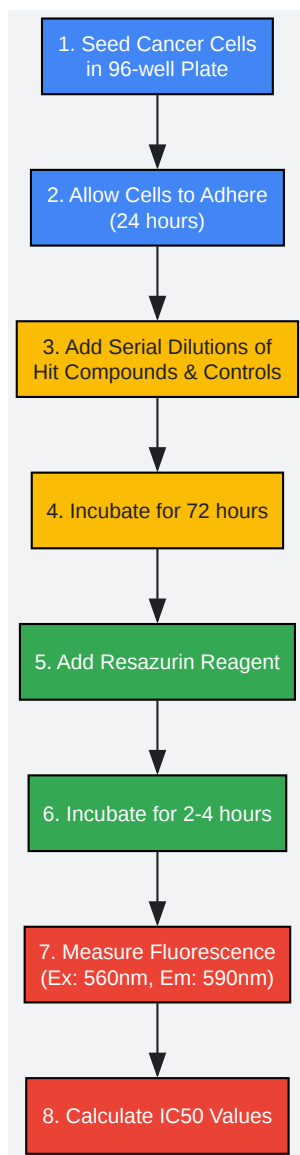 1. Seed Cancer Cells
in 96-well Plate
2. Allow Cells to Adhere
(24 hours)
3. Add Serial Dilutions of
Hit Compounds & Controls
4. Incubate for 72 hours
5. Add Resazurin Reagent
6. Incubate for 2-4 hours
7. Measure Fluorescence
(Ex: 560nm, Em: 590nm)
8. Calculate IC50 Values